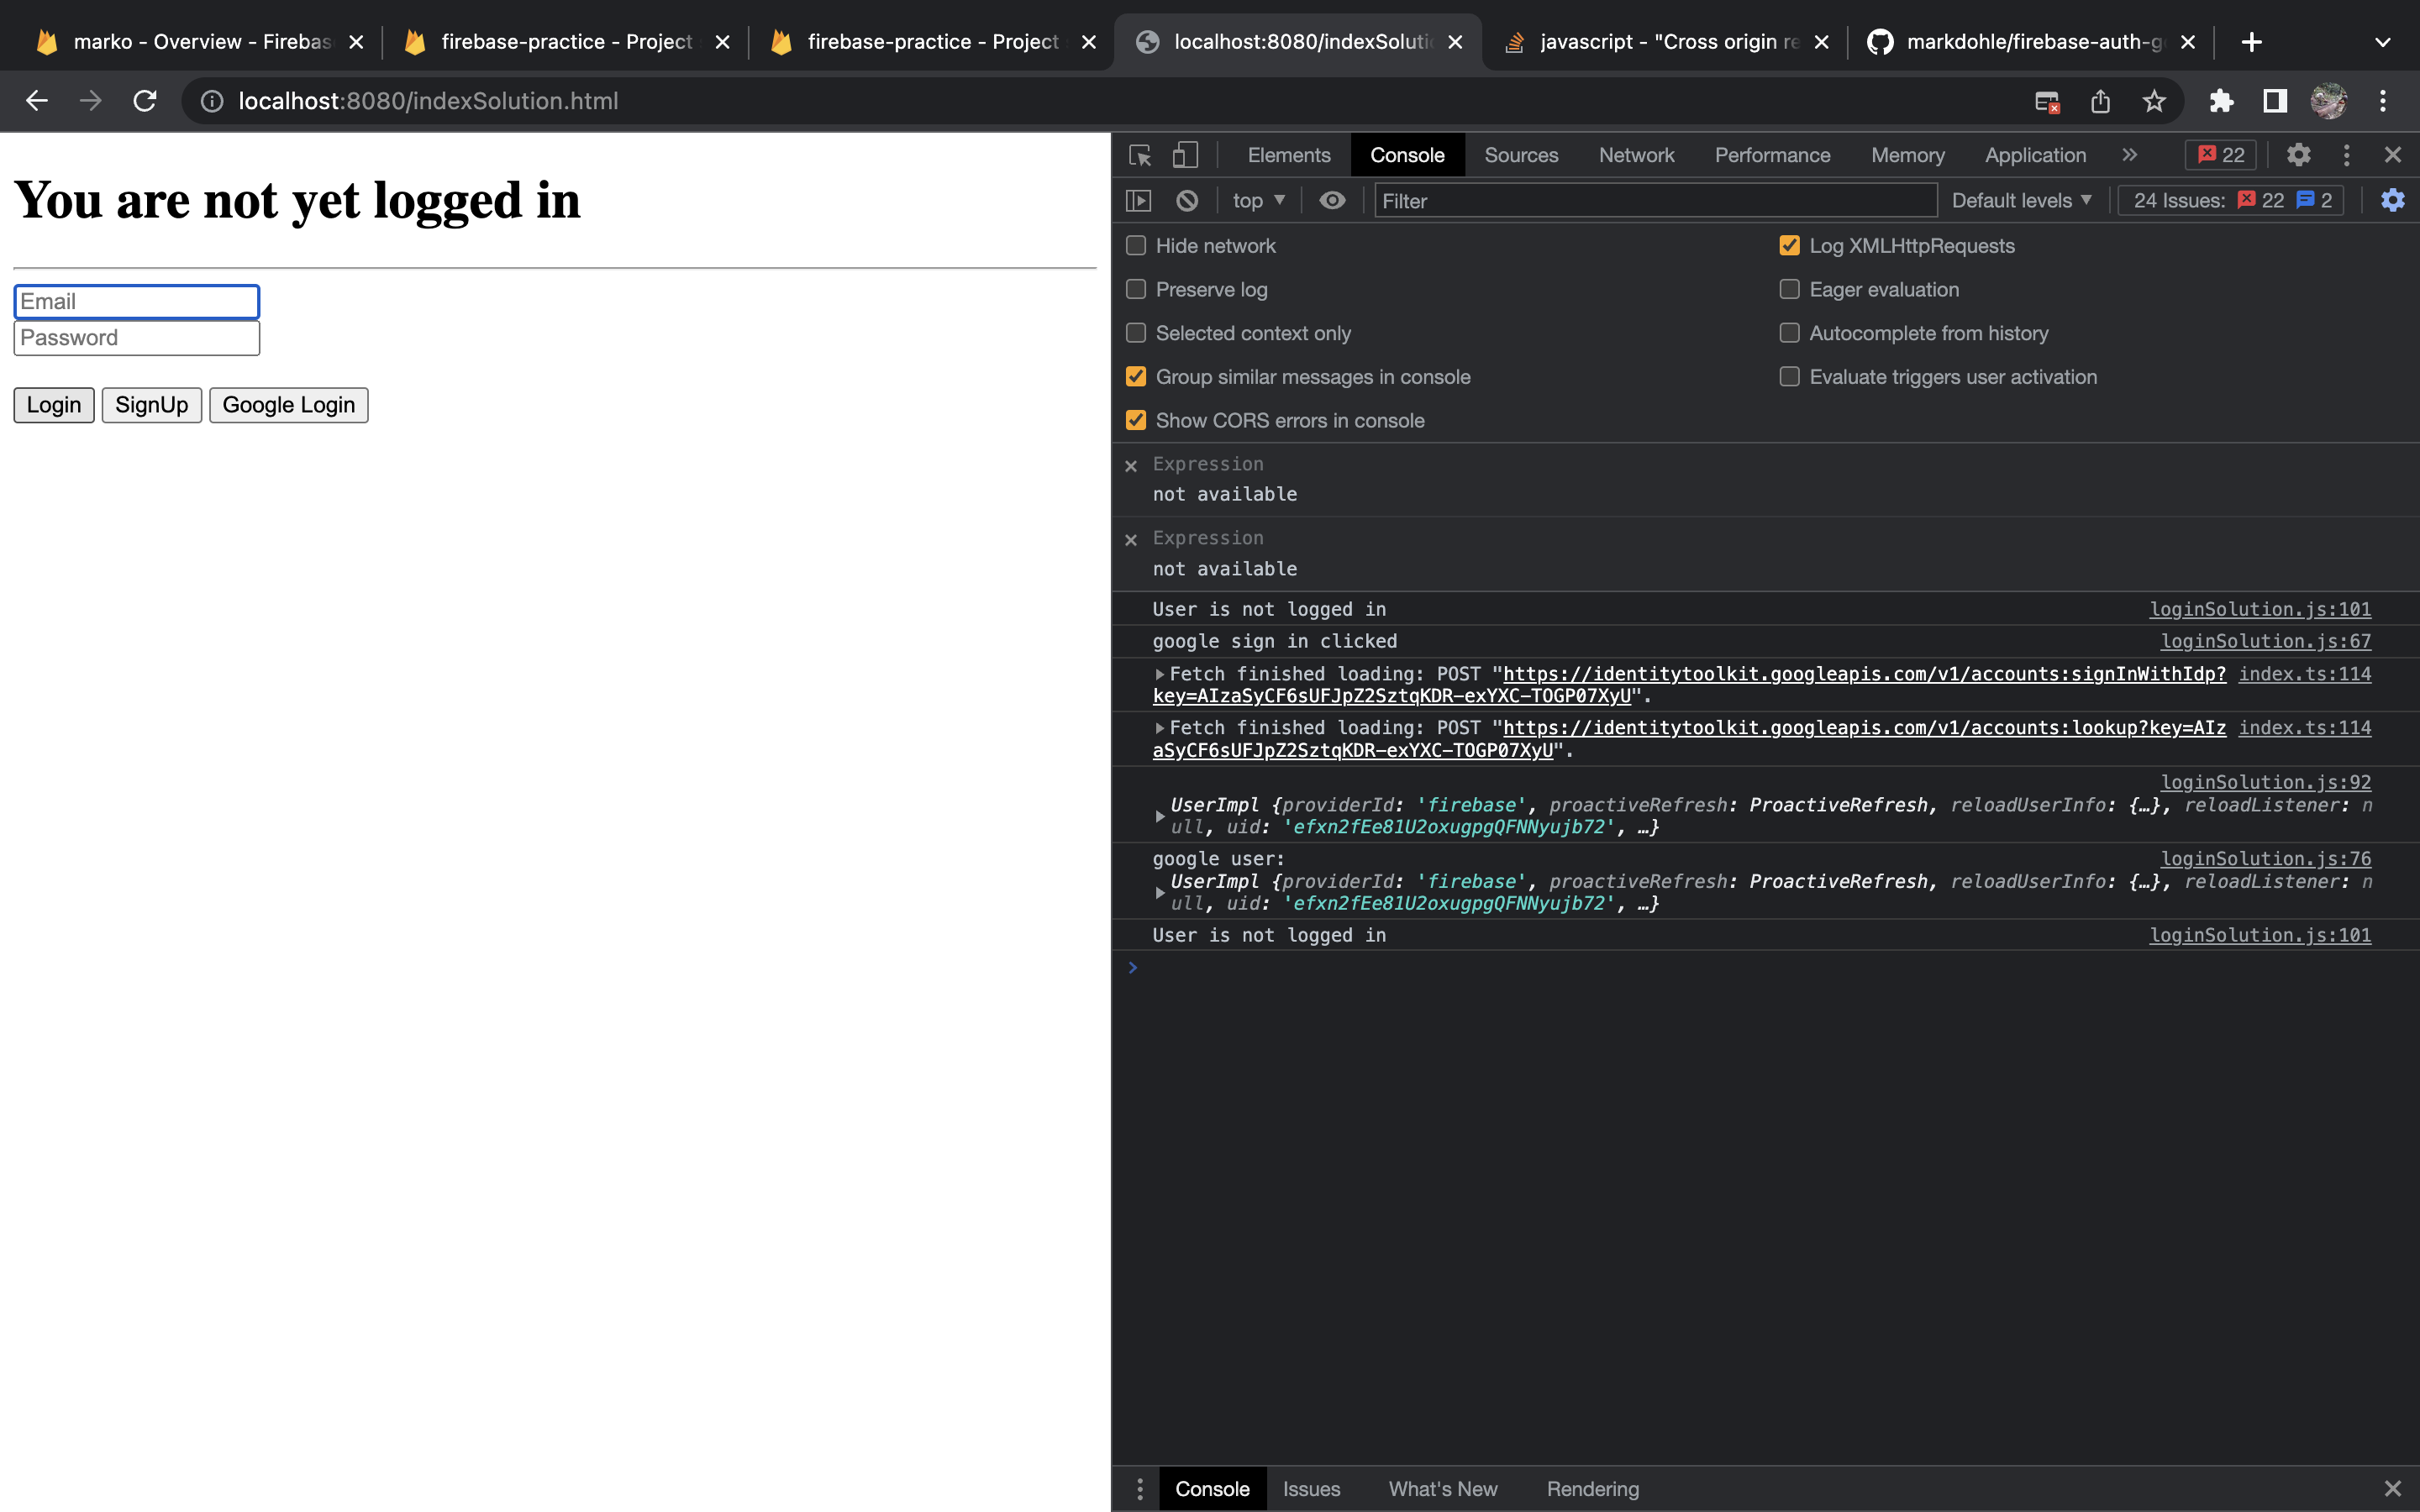 marko - Overview - Firebas
firebase-practice - Project
firebase-practice - Project
localhost:8080/indexSoluti
javascript - "Cross origin re
markdohle/firebase-auth-g
localhost:8080/indexSolution.html
You are not yet logged in
Email
Password
Login SignUp Google Login
Elements Console Sources Network Performance Memory Application » 22
top Filter Default levels 24 Issues: 22 2
Hide network
Log XMLHttpRequests
Preserve log
Eager evaluation
Selected context only
Autocomplete from history
Group similar messages in console
Evaluate triggers user activation
Show CORS errors in console
Expression
not available
Expression
not available
User is not logged in loginSolution.js:101
google sign in clicked loginSolution.js:67
Fetch finished loading: POST "https://identitytoolkit.googleapis.com/v1/accounts:signInWithIdp? index.ts:114
key=AIzaSyCF6sUFJpZ2SztqKDR-exYXC-TOGP07XyU".
Fetch finished loading: POST "https://identitytoolkit.googleapis.com/v1/accounts:lookup?key=AIz index.ts:114
aSyCF6sUFJpZ2SztqKDR-exYXC-TOGP07XyU".
loginSolution.js:92
UserImpl {providerId: 'firebase', proactiveRefresh: ProactiveRefresh, reloadUserInfo: {…}, reloadListener: n
ull, uid: 'efxn2fEe81U2oxugpgQFNNyujb72', …}
google user: loginSolution.js:76
UserImpl {providerId: 'firebase', proactiveRefresh: ProactiveRefresh, reloadUserInfo: {…}, reloadListener: n
ull, uid: 'efxn2fEe81U2oxugpgQFNNyujb72', …}
User is not logged in loginSolution.js:101
Console Issues What's New Rendering